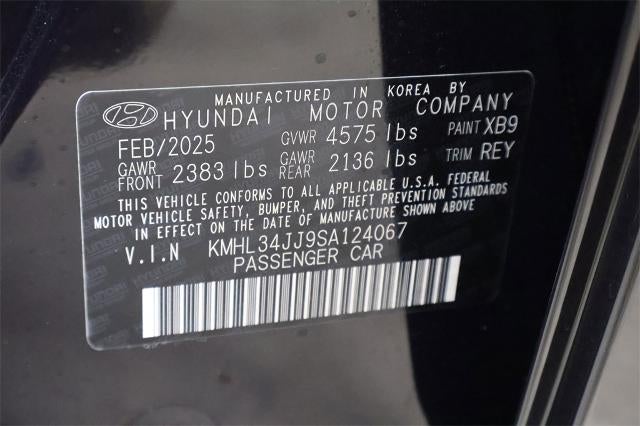 MANUFACTURED IN KOREA BY
HYUNDAI MOTOR COMPANY
FEB/2025 GVWR 4575 lbs PAINT XB9
GAWR FRONT 2383 lbs GAWR REAR 2136 lbs TRIM REY
THIS VEHICLE CONFORMS TO ALL APPLICABLE U.S.A. FEDERAL
MOTOR VEHICLE SAFETY, BUMPER, AND THEFT PREVENTION STANDARDS
IN EFFECT ON THE DATE OF MANUFACTURE SHOWN ABOVE.
V.I.N KMHL34JJ9SA124067
PASSENGER CAR